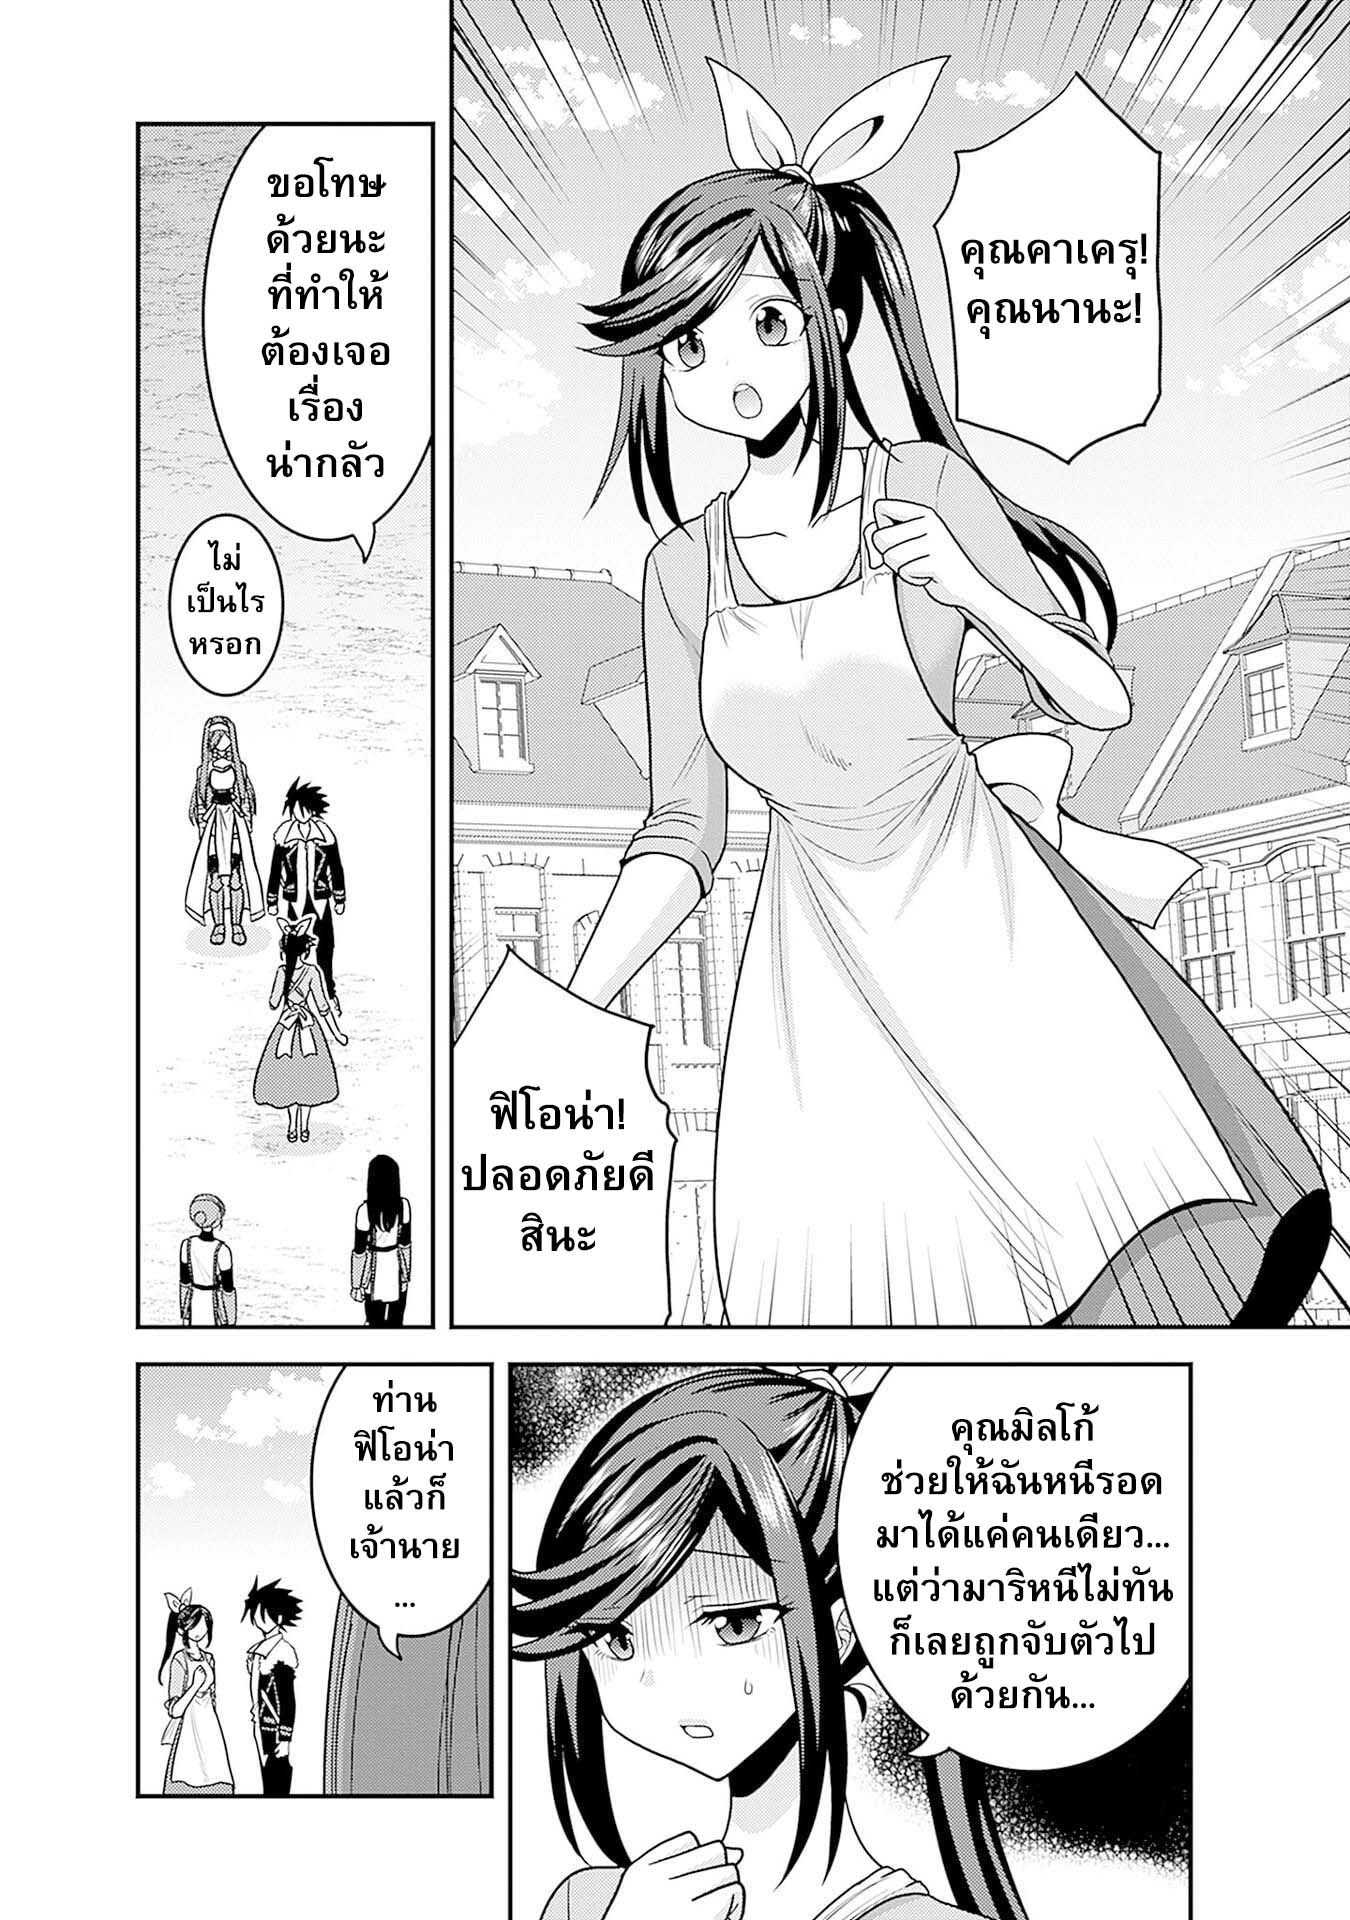 คุณคาเครุ!
คุณนานะ!
ฟิโอน่า!
ปลอดภัยดี
สินะ
ขอโทษ
ด้วยนะ
ที่ทำให้
ต้องเจอ
เรื่อง
น่ากลัว
ไม่
เป็นไร
หรอก
คุณมิลโก้
ช่วยให้ฉันหนีรอด
มาได้แค่คนเดียว...
แต่ว่ามาริหนีไม่ทัน
ก็เลยถูกจับตัวไป
ด้วยกัน...
ท่าน
ฟิโอน่า
แล้วก็
เจ้านาย
...